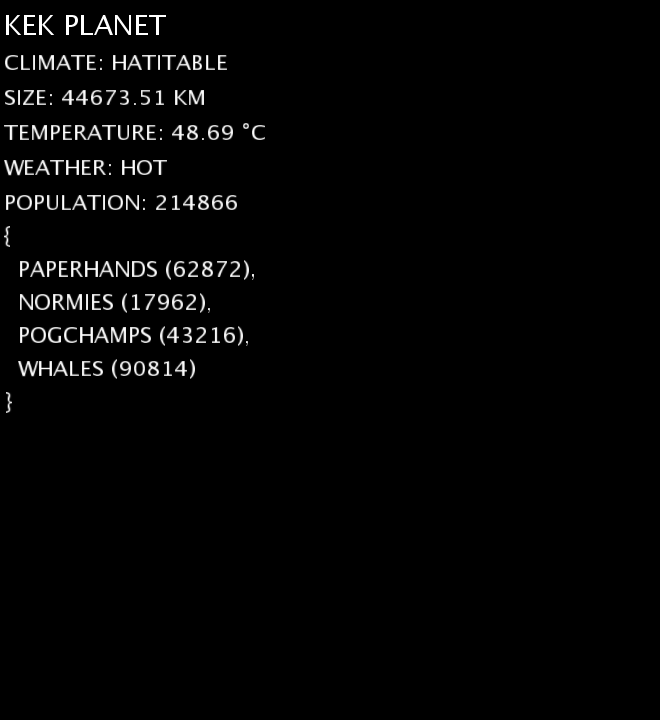 KEK PLANET
CLIMATE: HATITABLE
SIZE: 44673.51 KM
TEMPERATURE: 48.69 °C
WEATHER: HOT
POPULATION: 214866
{
PAPERHANDS (62872),
NORMIES (17962),
POGCHAMPS (43216),
WHALES (90814)
}